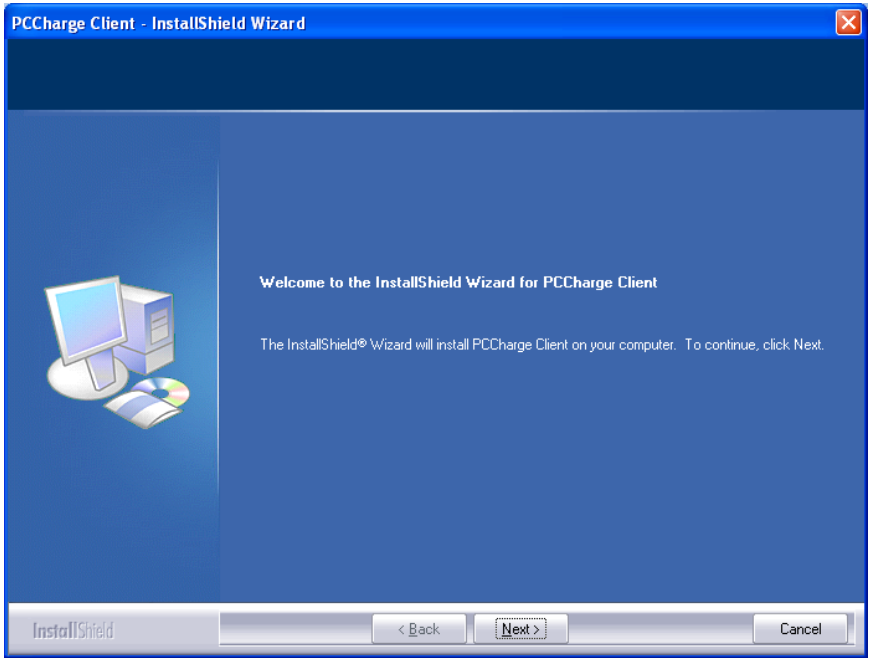 PCCharge Client - InstallShield Wizard
Welcome to the InstallShield Wizard for PCCharge Client
The InstallShield® Wizard will install PCCharge Client on your computer.  To continue, click Next.
InstallShield
< Back
Next >
Cancel